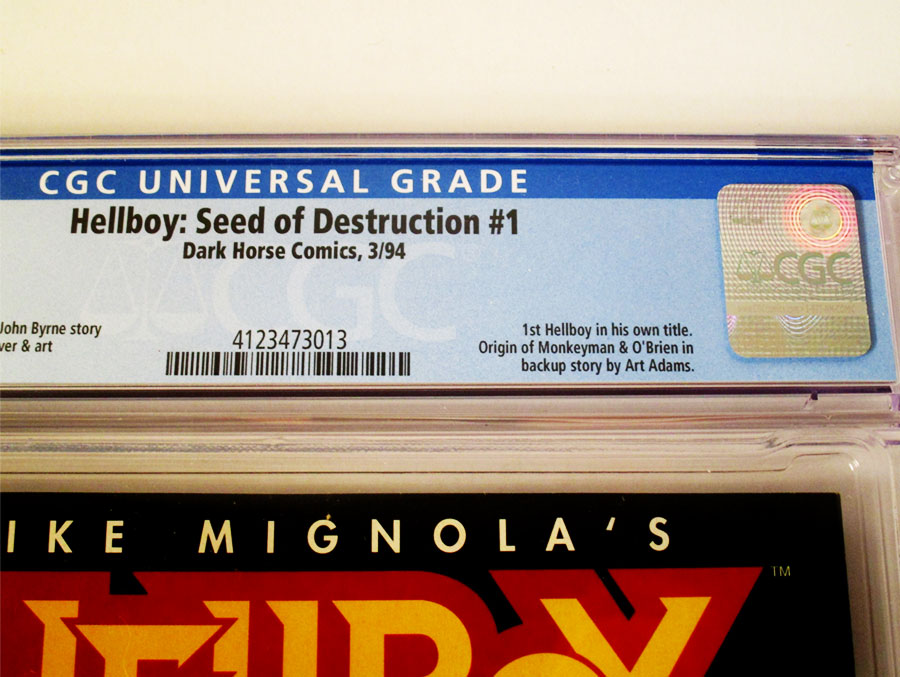 CGC UNIVERSAL GRADE
Hellboy: Seed of Destruction #1
Dark Horse Comics, 3/94
CGC
John Byrne story
ver & art
4123473013
1st Hellboy in his own title.
Origin of Monkeyman & O'Brien in
backup story by Art Adams.
CGC
IKE MIGNOLA'S
HELLBOY
TM